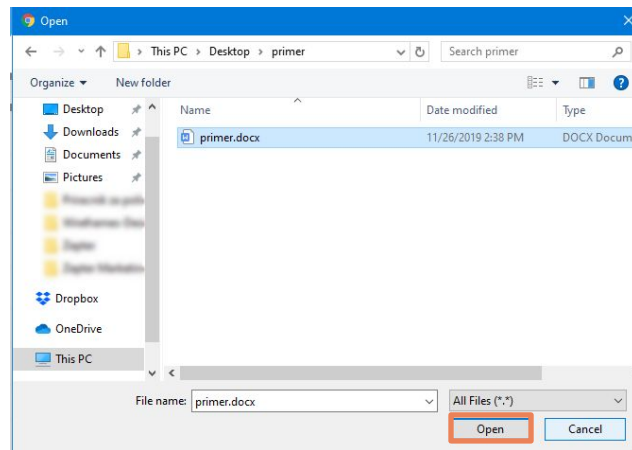 Open
This PC > Desktop > primer
Search primer
Organize
New folder
Desktop
Downloads
Documents
Pictures
Dropbox
OneDrive
This PC
Name
Date modified
Type
primer.docx
11/26/2019 2:38 PM
DOCX Docum
File name:
primer.docx
All Files (*.*)
Open
Cancel